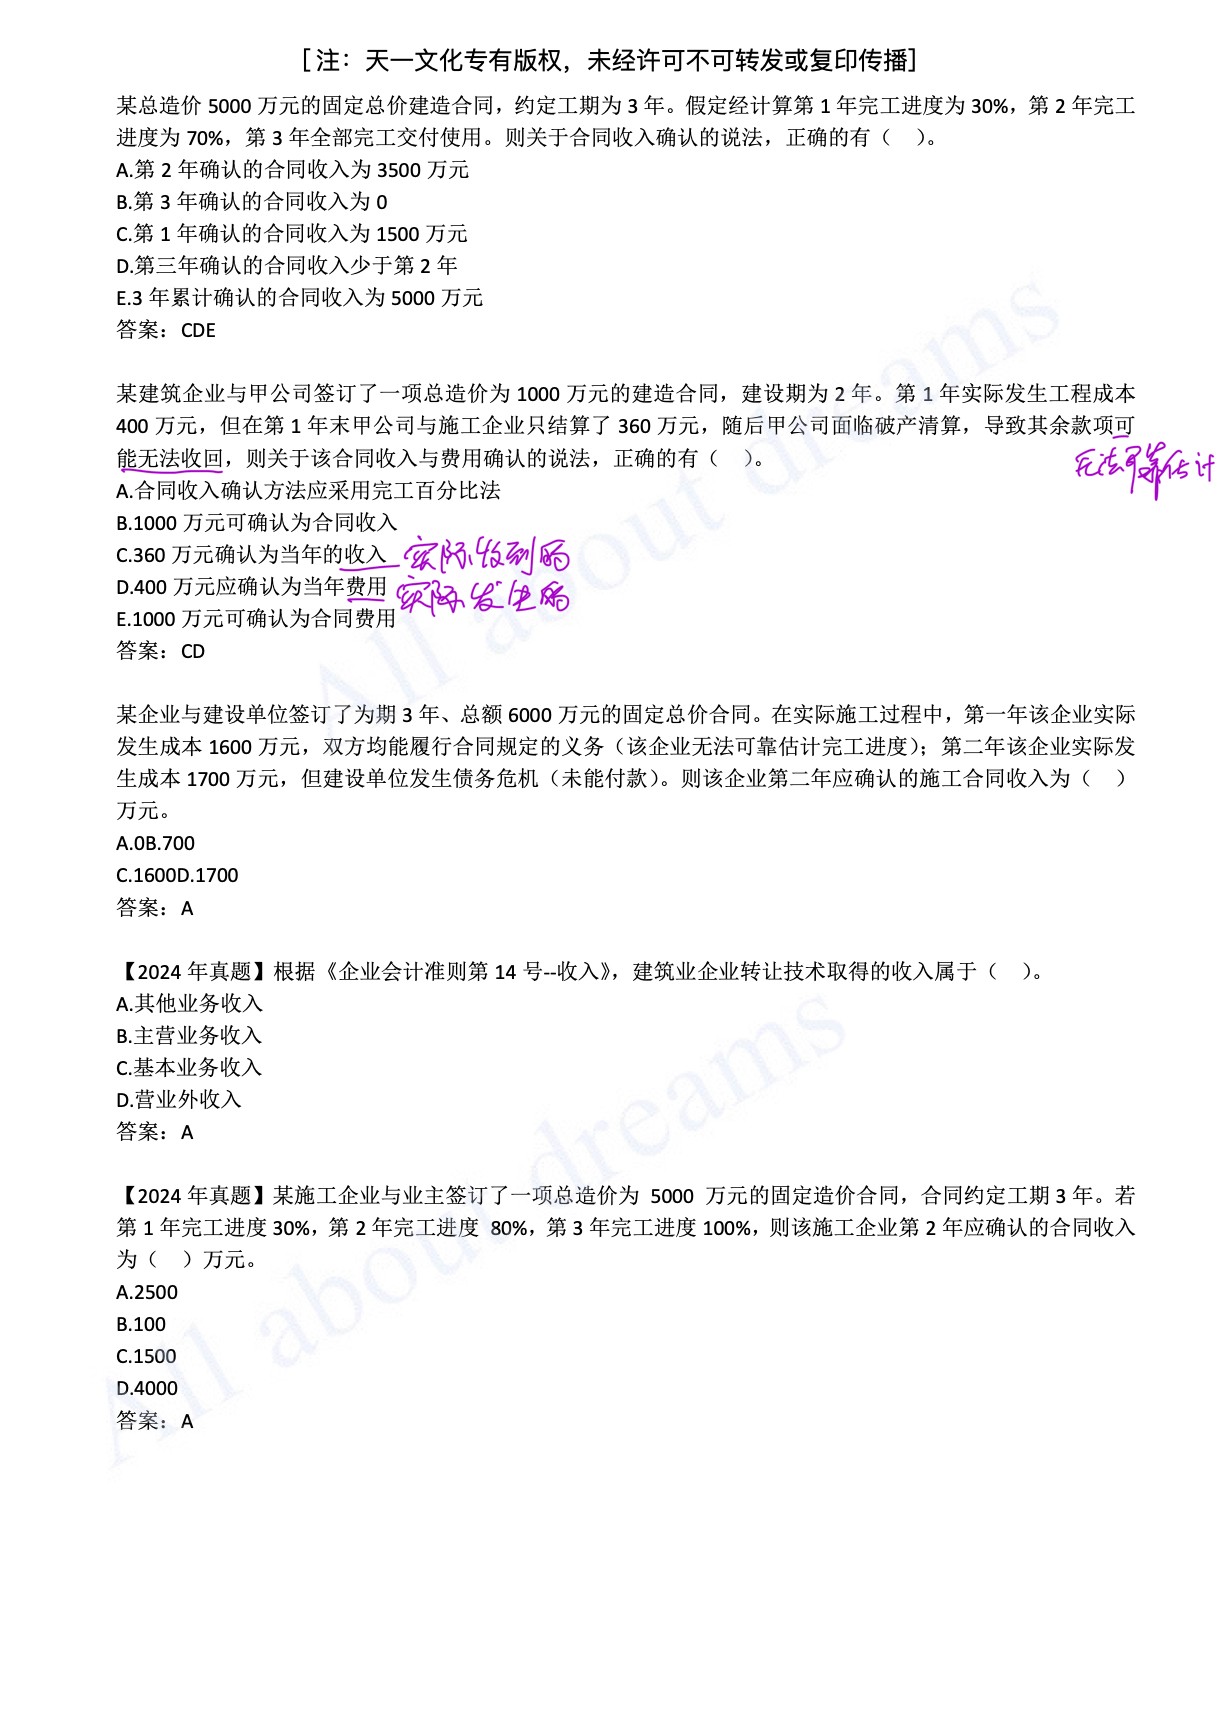 [ 注：天一文化专有版权，未经许可不可转发或复印传播]
某总造价 5000 万元的固定总价建造合同，约定工期为 3 年。假定经计算第 1 年完工进度为 30%，第 2 年完工
进度为 70%，第 3 年全部完工交付使用。则关于合同收入确认的说法，正确的有（　）。
A.第 2 年确认的合同收入为 3500 万元
B.第 3 年确认的合同收入为 0
C.第 1 年确认的合同收入为 1500 万元
D.第三年确认的合同收入少于第 2 年
E.3 年累计确认的合同收入为 5000 万元
答案：CDE
某建筑企业与甲公司签订了一项总造价为 1000 万元的建造合同，建设期为 2 年。第 1 年实际发生工程成本
400 万元，但在第 1 年末甲公司与施工企业只结算了 360 万元，随后甲公司面临破产清算，导致其余款项可
能无法收回，则关于该合同收入与费用确认的说法，正确的有（　）。
无法可靠估计
A.合同收入确认方法应采用完工百分比法
B.1000 万元可确认为合同收入
C.360 万元确认为当年的收入 实际收到的
D.400 万元应确认为当年费用 实际发生的
E.1000 万元可确认为合同费用
答案：CD
某企业与建设单位签订了为期 3 年、总额 6000 万元的固定总价合同。在实际施工过程中，第一年该企业实际
发生成本 1600 万元，双方均能履行合同规定的义务（该企业无法可靠估计完工进度）；第二年该企业实际发
生成本 1700 万元，但建设单位发生债务危机（未能付款）。则该企业第二年应确认的施工合同收入为（　）
万元。
A.0B.700
C.1600D.1700
答案：A
【2024 年真题】根据《企业会计准则第 14 号--收入》，建筑业企业转让技术取得的收入属于（　）。
A.其他业务收入
B.主营业务收入
C.基本业务收入
D.营业外收入
答案：A
【2024 年真题】某施工企业与业主签订了一项总造价为 5000 万元的固定造价合同，合同约定工期 3 年。若
第 1 年完工进度 30%，第 2 年完工进度 80%，第 3 年完工进度 100%，则该施工企业第 2 年应确认的合同收入
为（　）万元。
A.2500
B.100
C.1500
D.4000
答案：A
All about dreams
All about dreams